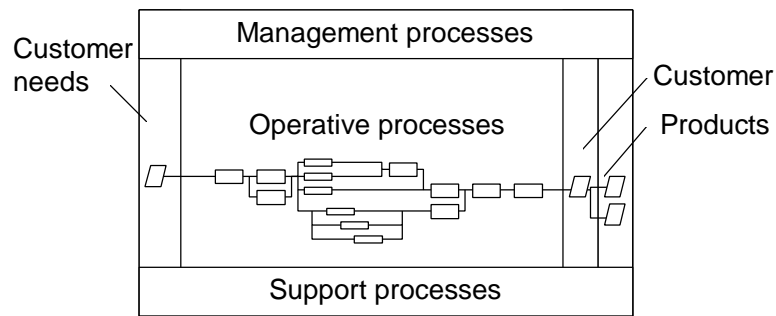 Management processes
Customer
needs
Customer
Operative processes
Products
Support processes